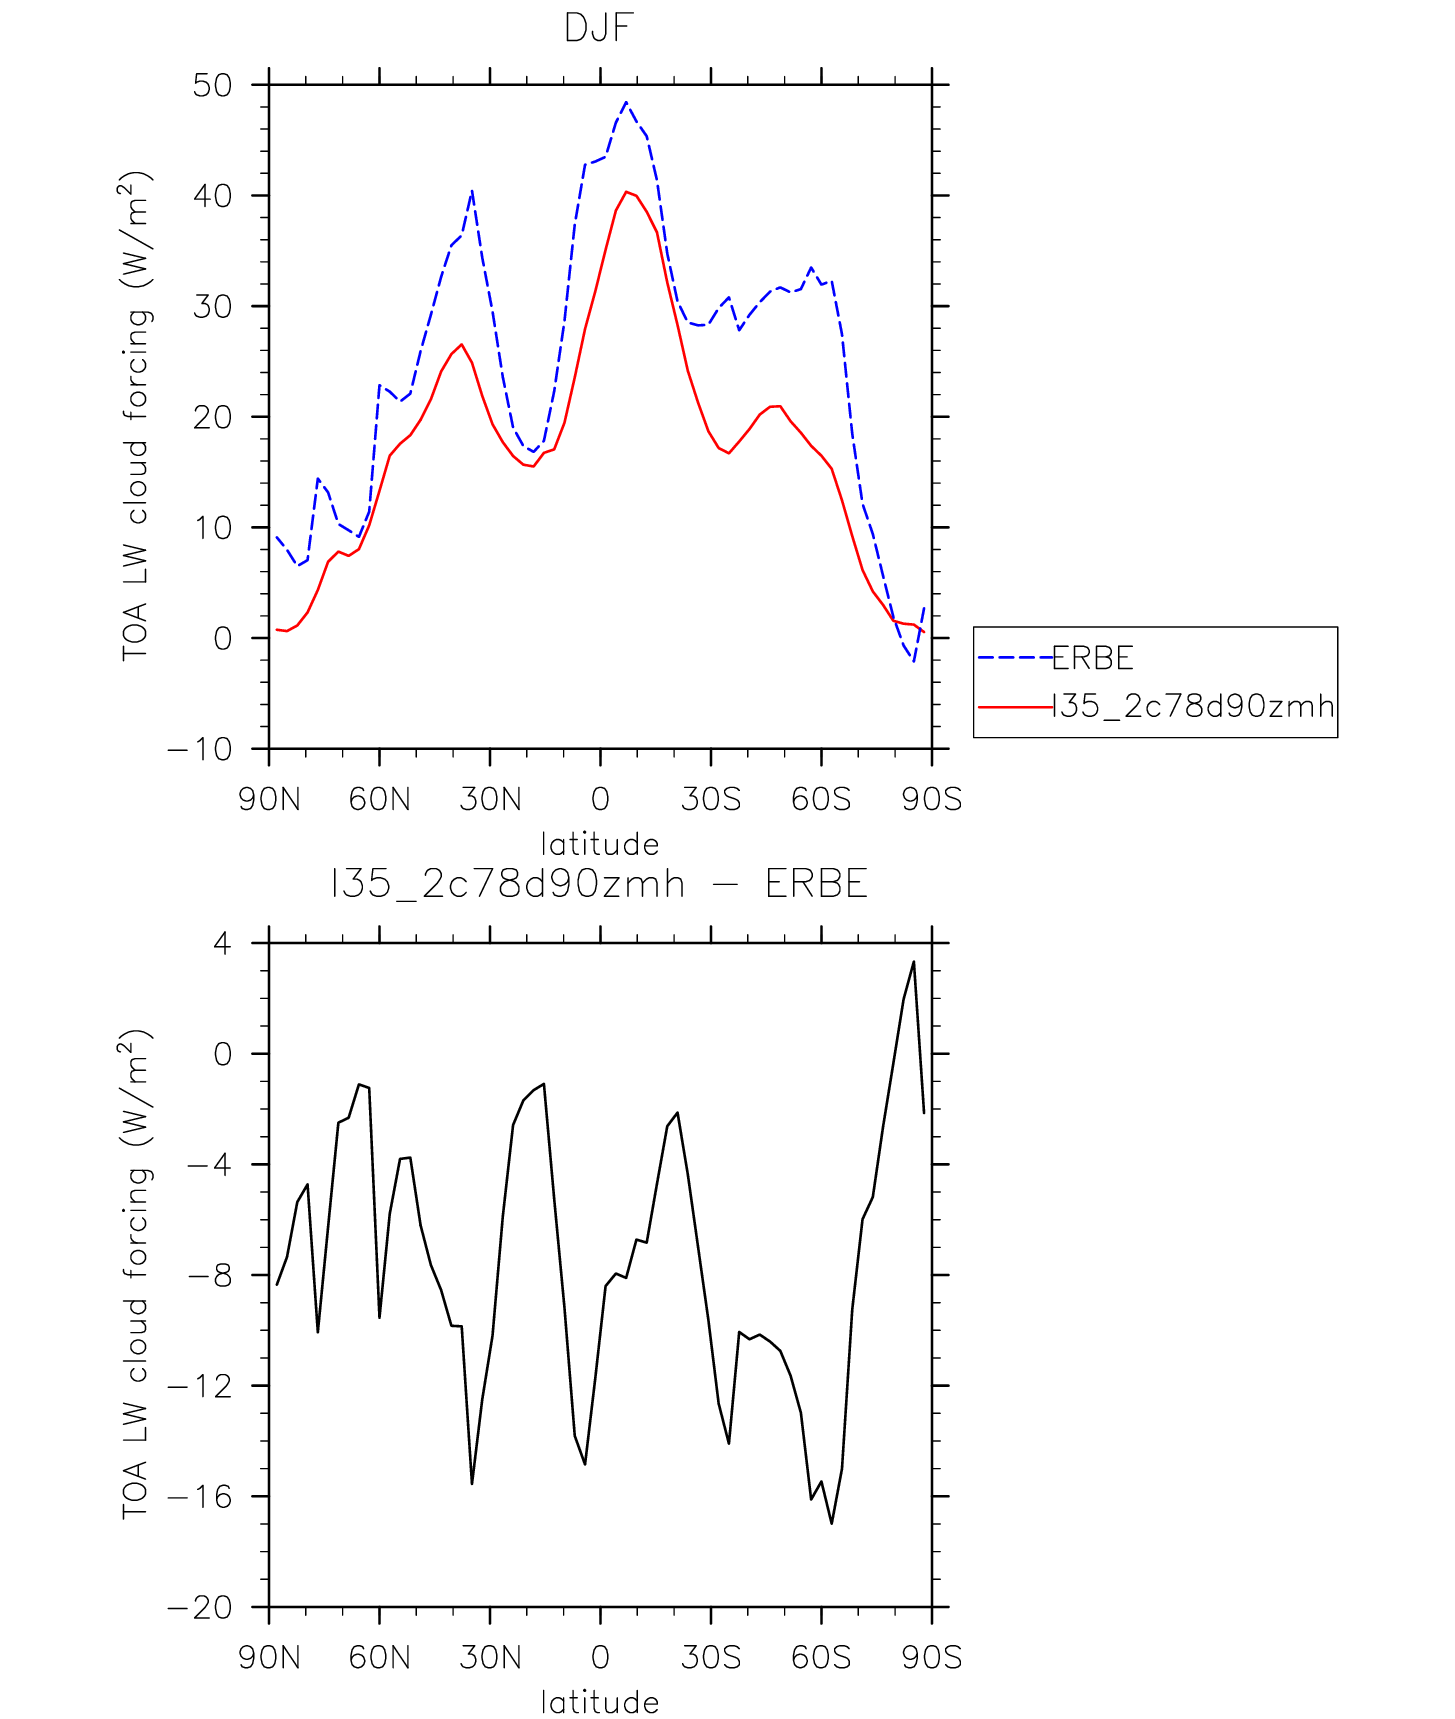 DJF
TOA LW cloud forcing (W/m²)
50
40
30
20
10
0
−10
90N 60N 30N 0 30S 60S 90S
latitude
ERBE
I35_2c78d90zmh
I35_2c78d90zmh − ERBE
TOA LW cloud forcing (W/m²)
4
0
−4
−8
−12
−16
−20
90N 60N 30N 0 30S 60S 90S
latitude